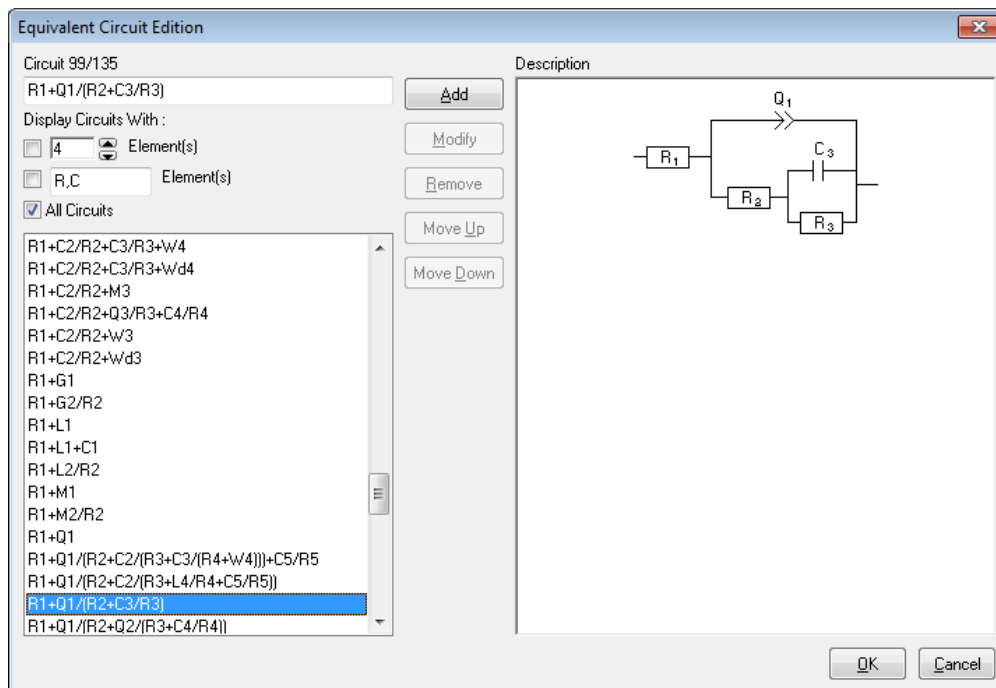 Equivalent Circuit Edition
Circuit 99/135
R1+Q1/(R2+C3/R3)
Display Circuits With :
4 Element(s)
R,C Element(s)
All Circuits
R1+C2/R2+C3/R3+W4
R1+C2/R2+C3/R3+Wd4
R1+C2/R2+M3
R1+C2/R2+Q3/R3+C4/R4
R1+C2/R2+W3
R1+C2/R2+Wd3
R1+G1
R1+G2/R2
R1+L1
R1+L1+C1
R1+L2/R2
R1+M1
R1+M2/R2
R1+Q1
R1+Q1/(R2+C2/(R3+C3/(R4+W4)))+C5/R5
R1+Q1/(R2+C2/(R3+L4/R4+C5/R5))
R1+Q1/(R2+C3/R3)
R1+Q1/(R2+Q2/(R3+C4/R4))
Add
Modify
Remove
Move Up
Move Down
Description
Q1
R1
C3
R2
R3
OK
Cancel